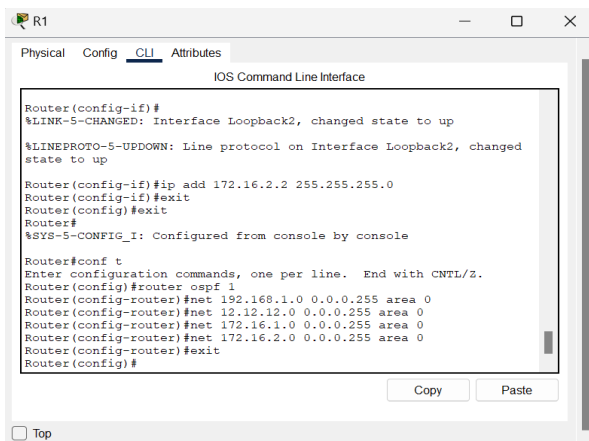 R1
Physical Config CLI Attributes
IOS Command Line Interface
Router(config-if)#
%LINK-5-CHANGED: Interface Loopback2, changed state to up
%LINEPROTO-5-UPDOWN: Line protocol on Interface Loopback2, changed
state to up
Router(config-if)#ip add 172.16.2.2 255.255.255.0
Router(config-if)#exit
Router(config)#exit
Router#
%SYS-5-CONFIG_I: Configured from console by console
Router#conf t
Enter configuration commands, one per line.  End with CNTL/Z.
Router(config)#router ospf 1
Router(config-router)#net 192.168.1.0 0.0.0.255 area 0
Router(config-router)#net 12.12.12.0 0.0.0.255 area 0
Router(config-router)#net 172.16.1.0 0.0.0.255 area 0
Router(config-router)#net 172.16.2.0 0.0.0.255 area 0
Router(config-router)#exit
Router(config)#
Copy Paste
Top